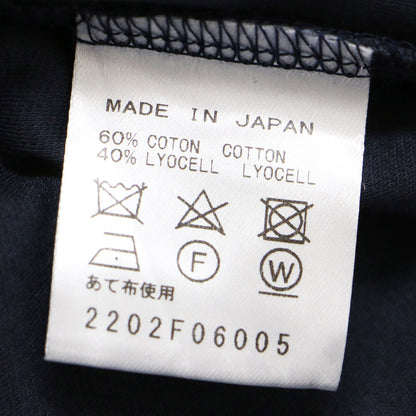 MADE IN JAPAN
60% COTON COTTON
40% LYOCELL LYOCELL
F W
あて布使用
2202F06005